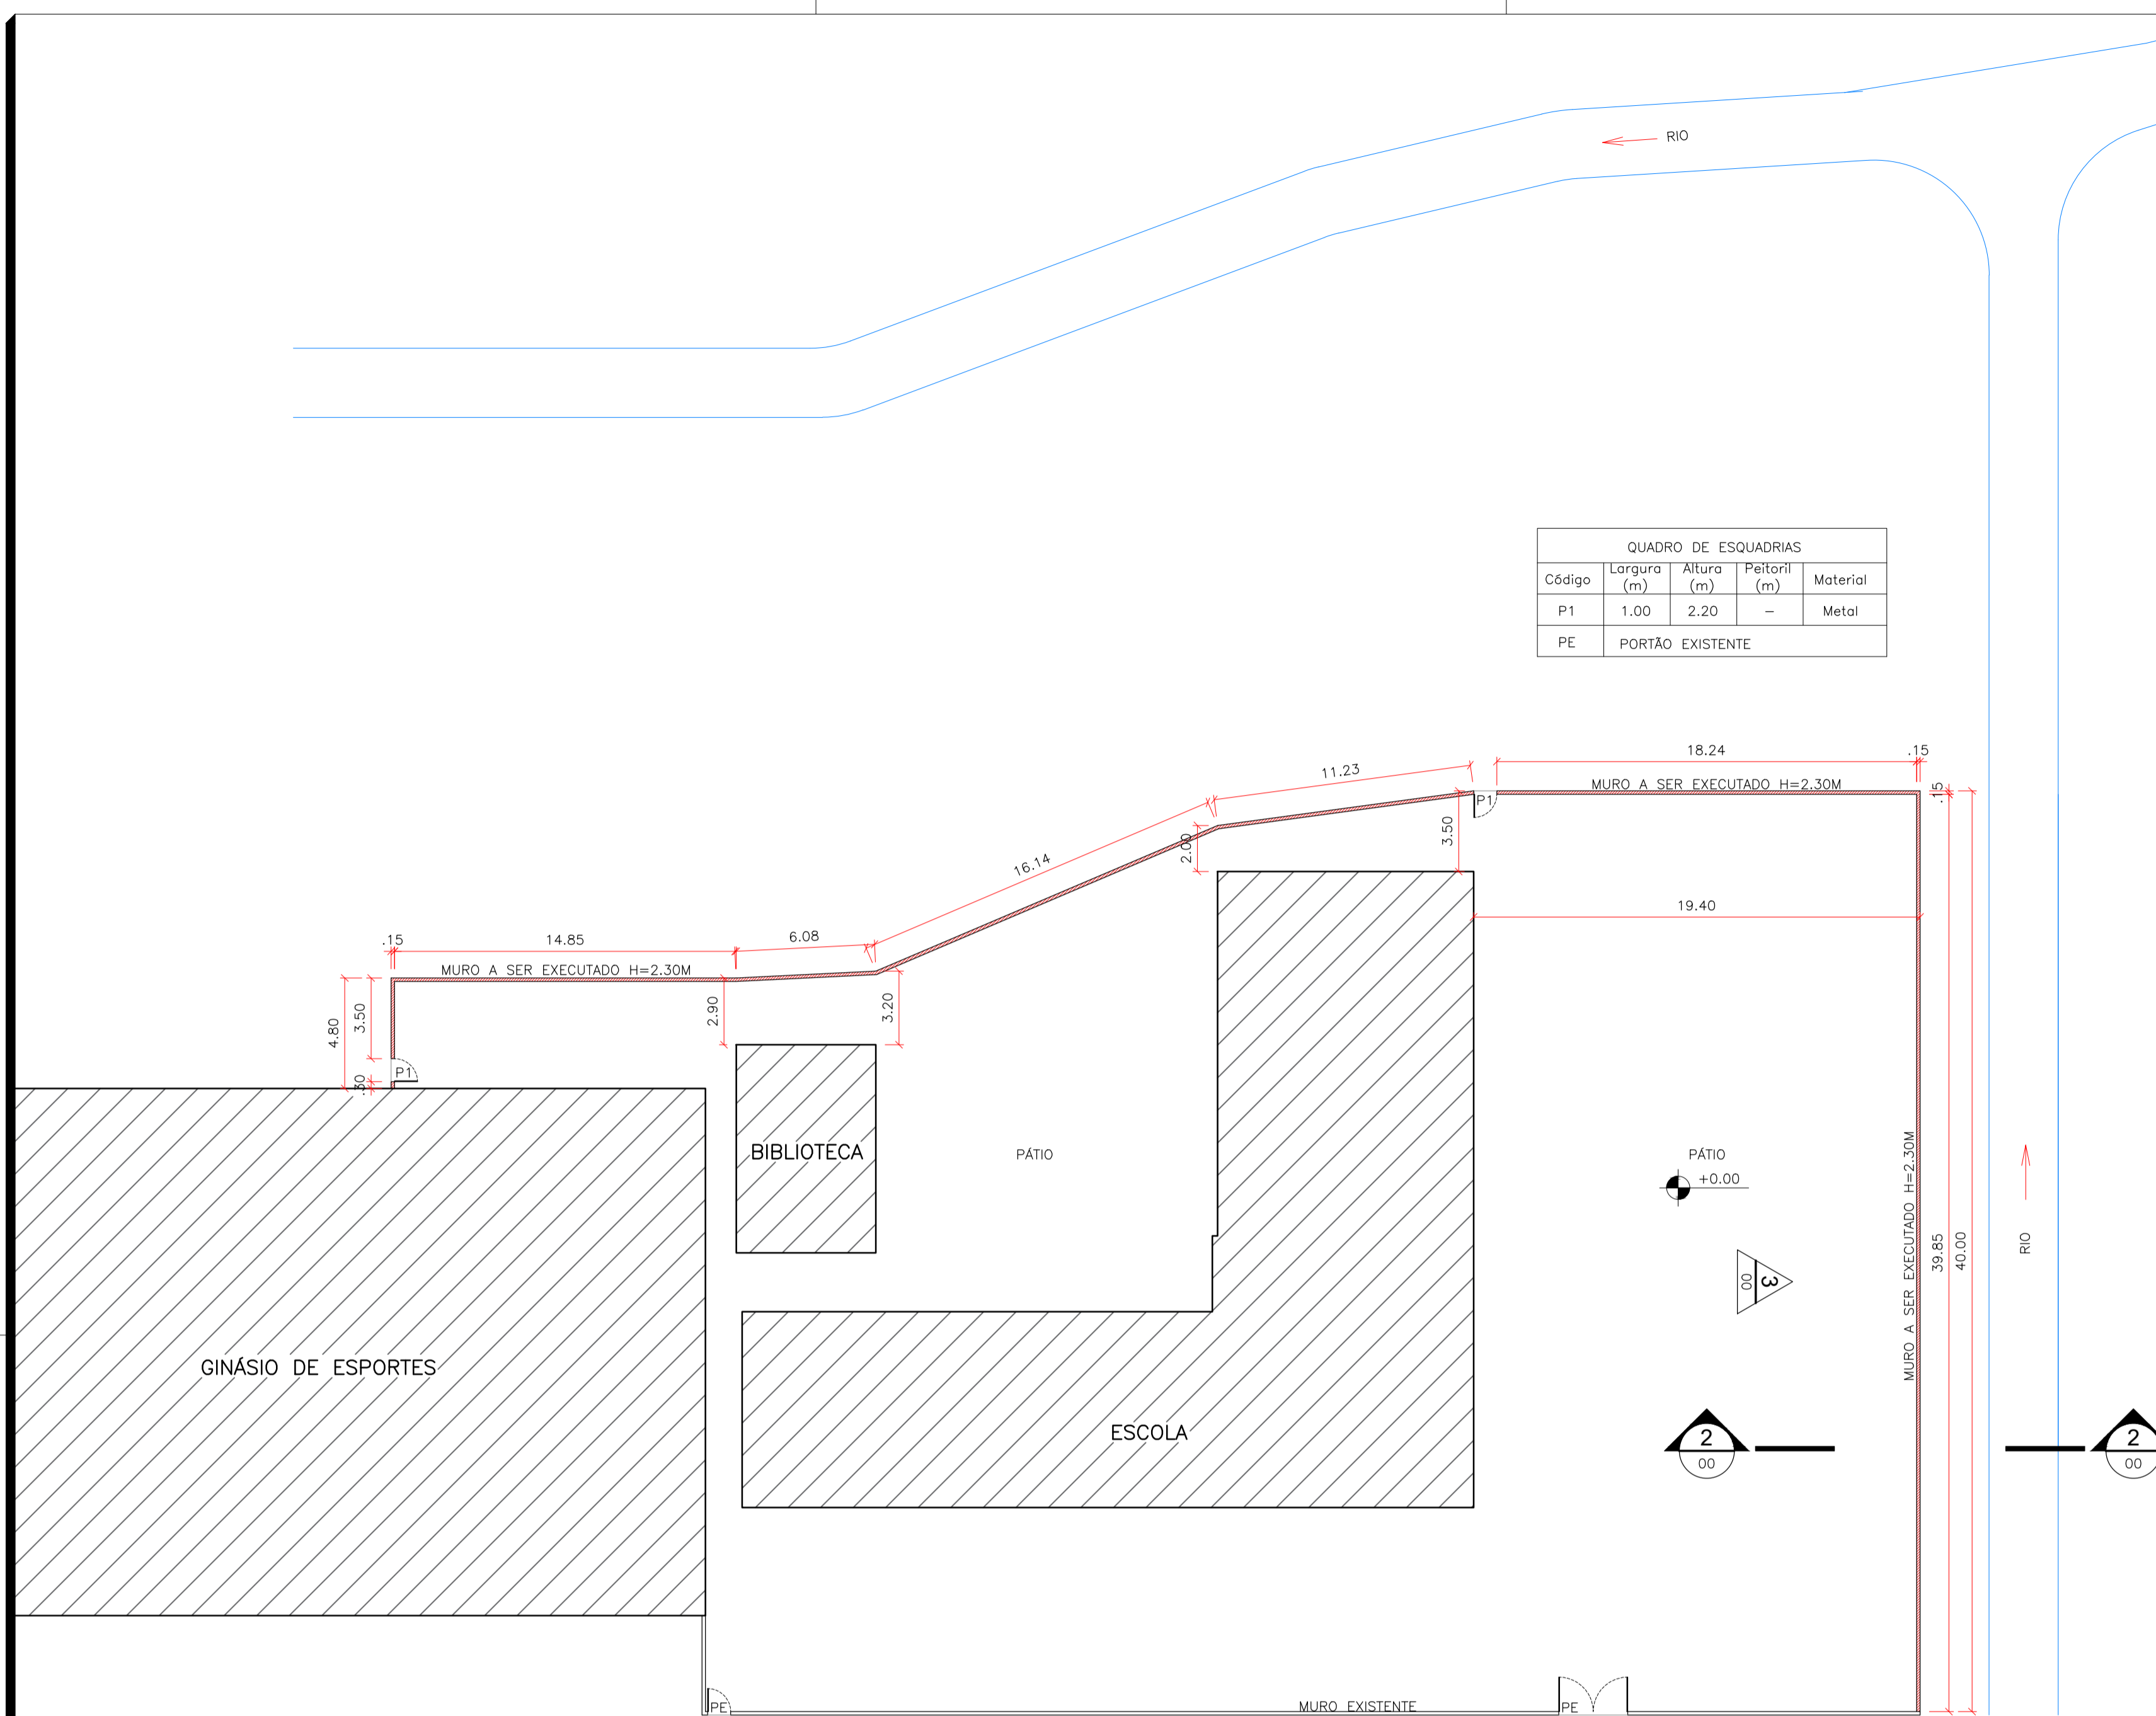 RIO
QUADRO DE ESQUADRIAS
Código Largura (m) Altura (m) Peitoril (m) Material
P1 1.00 2.20 – Metal
PE PORTÃO EXISTENTE
18.24
.15
11.23
MURO A SER EXECUTADO H=2.30M
.15
P1
3.50
2.00
16.14
19.40
.15
14.85
6.08
MURO A SER EXECUTADO H=2.30M
4.80
3.50
2.90
3.20
P1
.30
BIBLIOTECA
PÁTIO
PÁTIO
+0.00
MURO A SER EXECUTADO H=2.30M
39.85
40.00
RIO
3
00
GINÁSIO DE ESPORTES
ESCOLA
2
00
2
00
PE
MURO EXISTENTE
PE